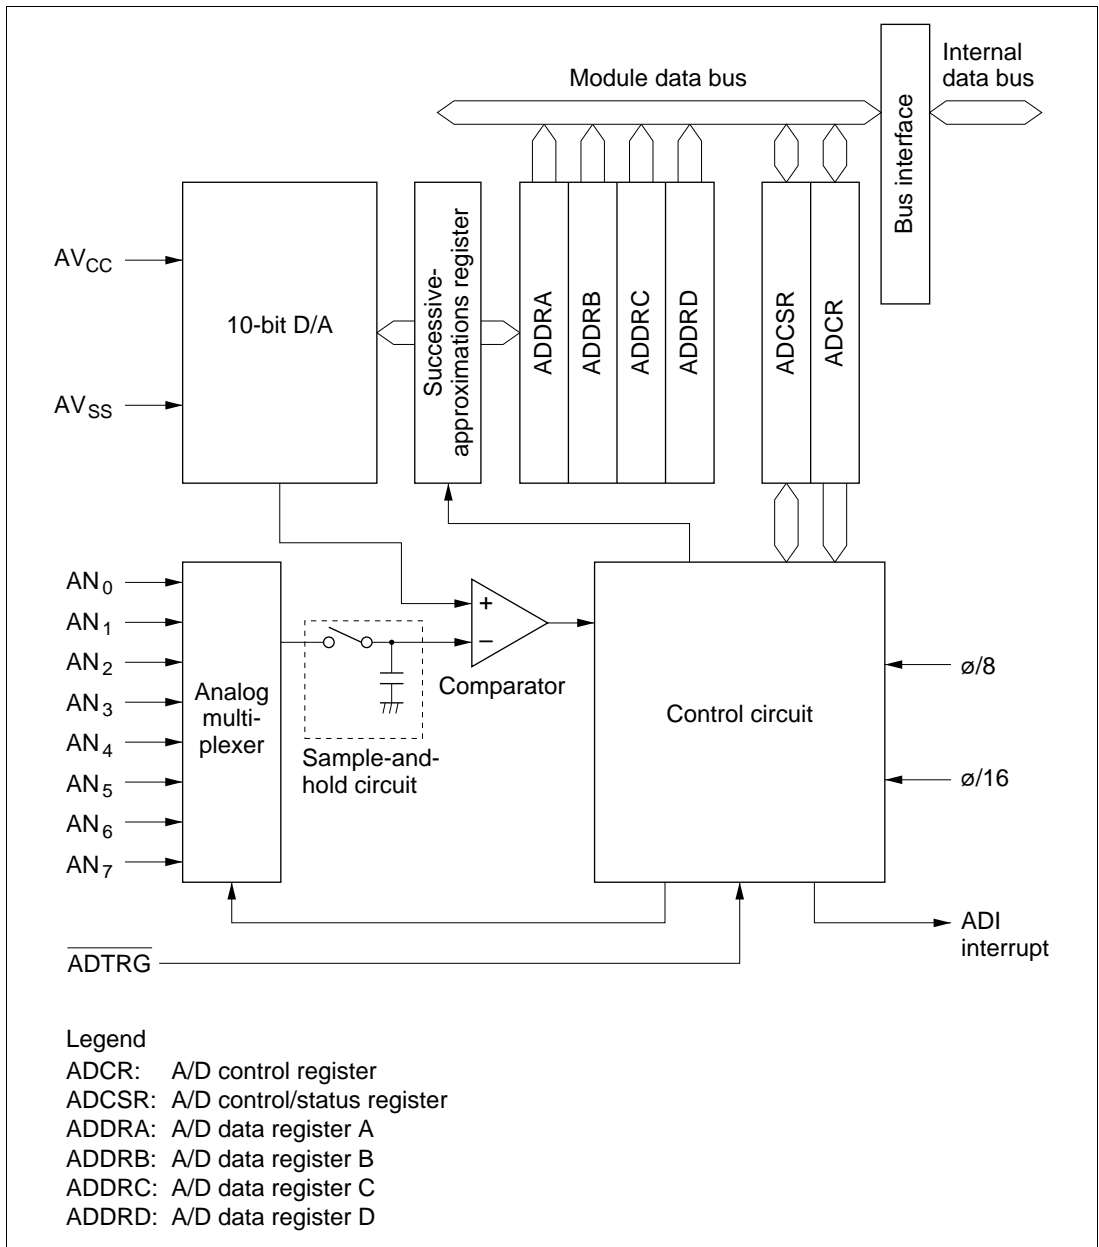 Module data bus
Internal
data bus
Bus interface
AVCC
AVSS
10-bit D/A
Successive-
approximations register
ADDRA
ADDRB
ADDRC
ADDRD
ADCSR
ADCR
AN0
AN1
AN2
AN3
AN4
AN5
AN6
AN7
Analog
multi-
plexer
+
−
Comparator
Sample-and-
hold circuit
Control circuit
ø/8
ø/16
ADI
interrupt
ADTRG
Legend
ADCR: A/D control register
ADCSR: A/D control/status register
ADDRA: A/D data register A
ADDRB: A/D data register B
ADDRC: A/D data register C
ADDRD: A/D data register D